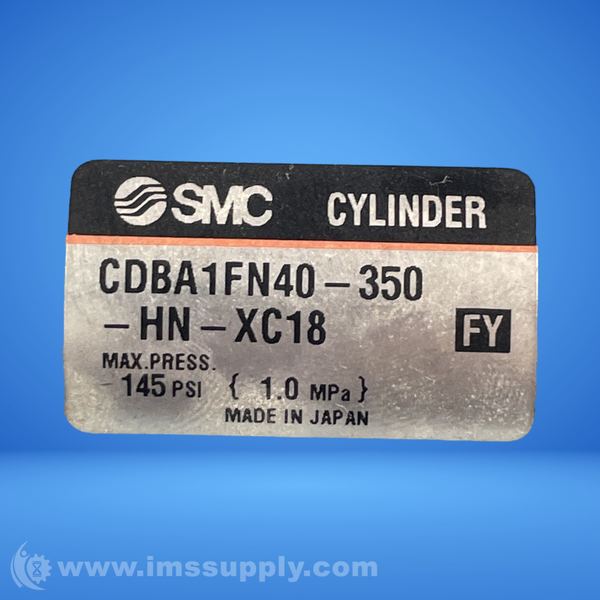 SMC CYLINDER
CDBA1FN40-350
-HN-XC18
FY
MAX.PRESS.
145 PSI { 1.0 MPa }
MADE IN JAPAN
www.imssupply.com